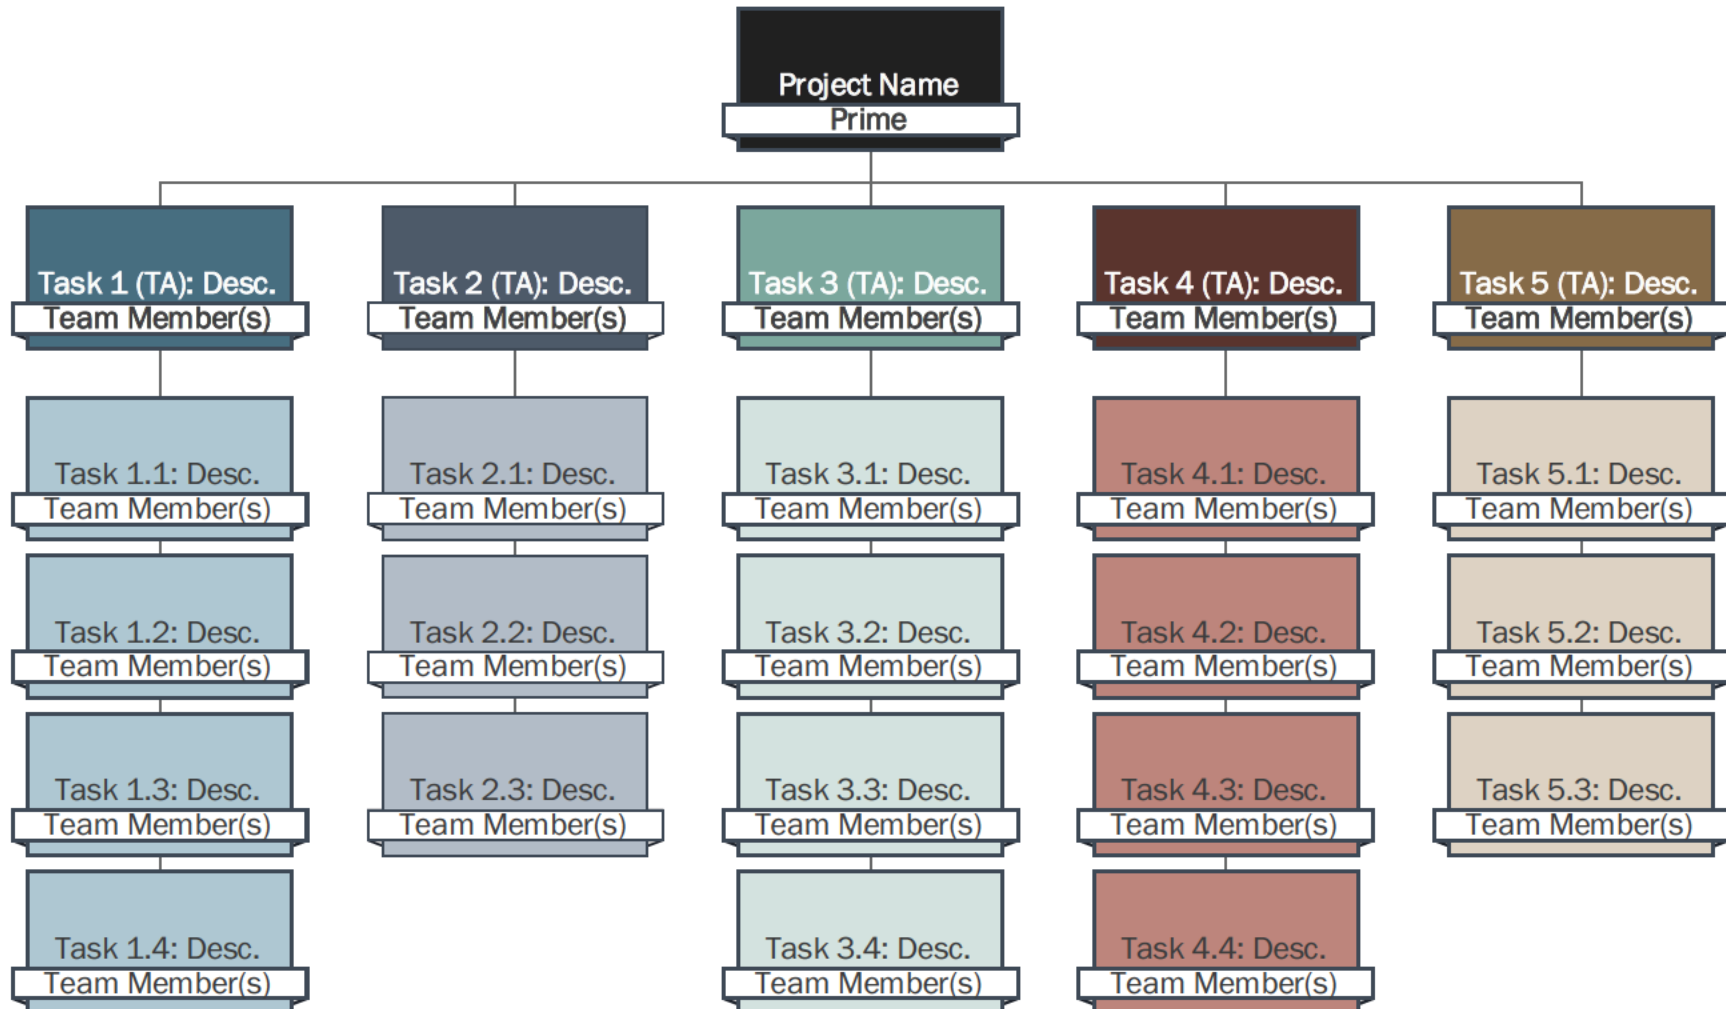 Project Name
Prime
Task 1 (TA): Desc.
Team Member(s)
Task 2 (TA): Desc.
Team Member(s)
Task 3 (TA): Desc.
Team Member(s)
Task 4 (TA): Desc.
Team Member(s)
Task 5 (TA): Desc.
Team Member(s)
Task 1.1: Desc.
Team Member(s)
Task 2.1: Desc.
Team Member(s)
Task 3.1: Desc.
Team Member(s)
Task 4.1: Desc.
Team Member(s)
Task 5.1: Desc.
Team Member(s)
Task 1.2: Desc.
Team Member(s)
Task 2.2: Desc.
Team Member(s)
Task 3.2: Desc.
Team Member(s)
Task 4.2: Desc.
Team Member(s)
Task 5.2: Desc.
Team Member(s)
Task 1.3: Desc.
Team Member(s)
Task 2.3: Desc.
Team Member(s)
Task 3.3: Desc.
Team Member(s)
Task 4.3: Desc.
Team Member(s)
Task 5.3: Desc.
Team Member(s)
Task 1.4: Desc.
Team Member(s)
Task 3.4: Desc.
Team Member(s)
Task 4.4: Desc.
Team Member(s)